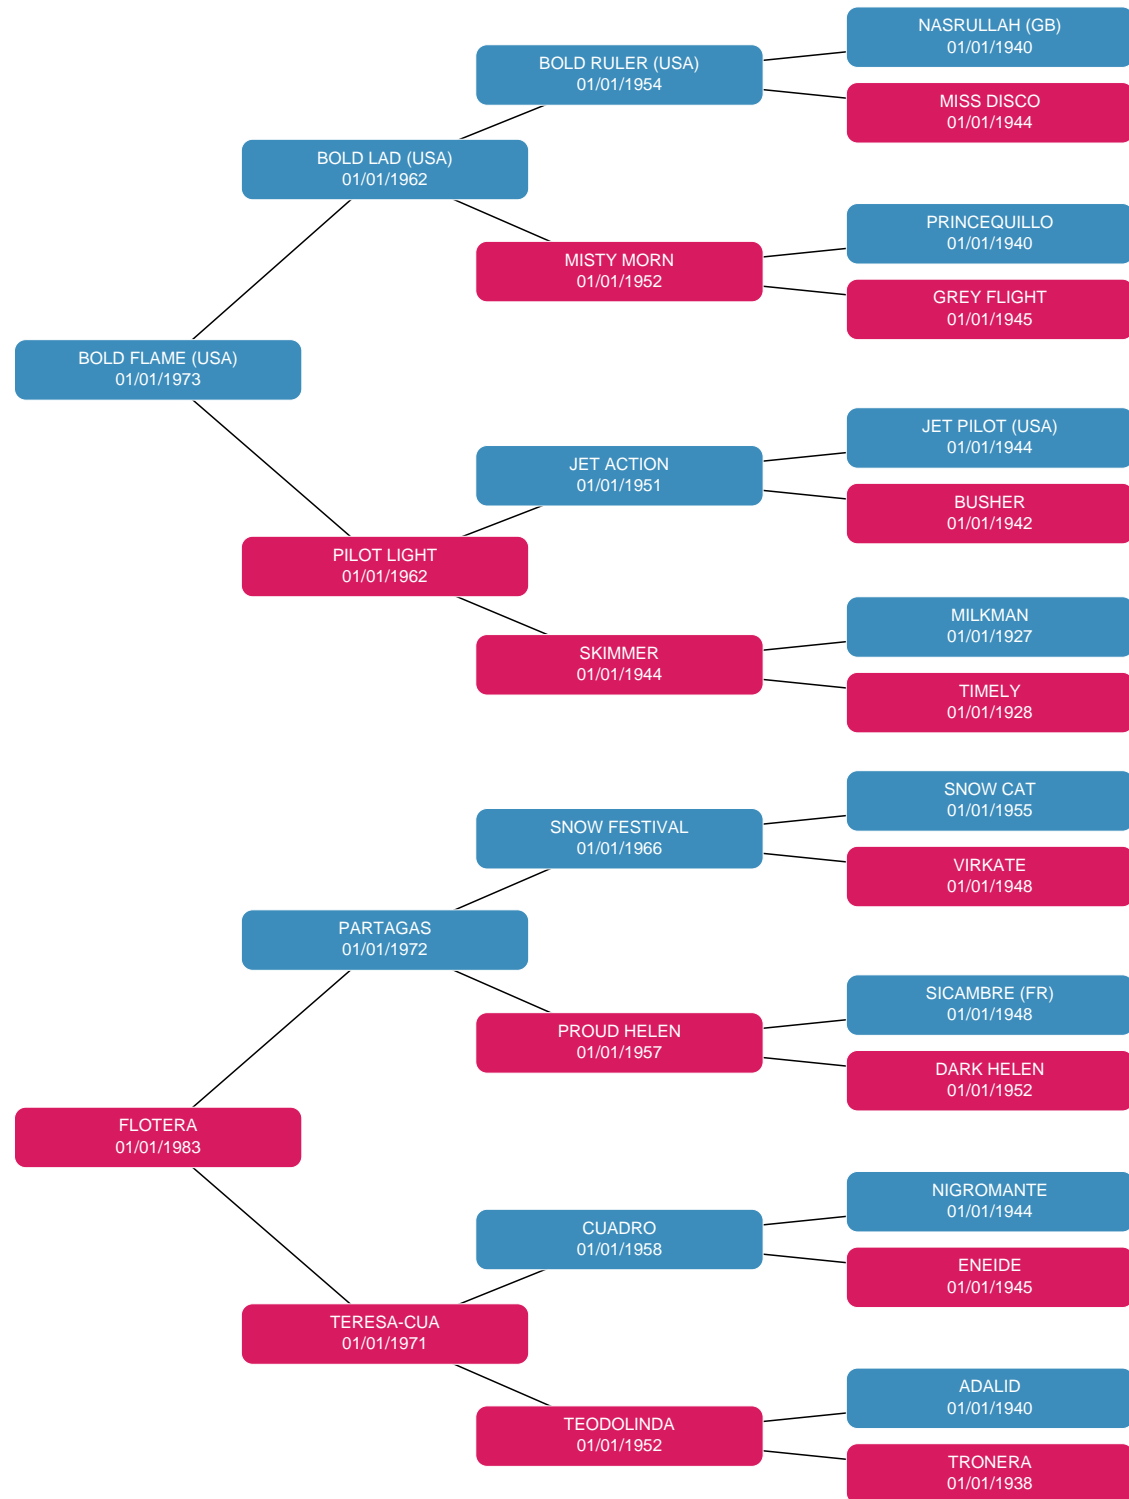 NASRULLAH (GB)
01/01/1940
BOLD RULER (USA)
01/01/1954
MISS DISCO
01/01/1944
BOLD LAD (USA)
01/01/1962
PRINCEQUILLO
01/01/1940
MISTY MORN
01/01/1952
GREY FLIGHT
01/01/1945
BOLD FLAME (USA)
01/01/1973
JET PILOT (USA)
01/01/1944
JET ACTION
01/01/1951
BUSHER
01/01/1942
PILOT LIGHT
01/01/1962
MILKMAN
01/01/1927
SKIMMER
01/01/1944
TIMELY
01/01/1928
SNOW CAT
01/01/1955
SNOW FESTIVAL
01/01/1966
VIRKATE
01/01/1948
PARTAGAS
01/01/1972
SICAMBRE (FR)
01/01/1948
PROUD HELEN
01/01/1957
DARK HELEN
01/01/1952
FLOTERA
01/01/1983
NIGROMANTE
01/01/1944
CUADRO
01/01/1958
ENEIDE
01/01/1945
TERESA-CUA
01/01/1971
ADALID
01/01/1940
TEODOLINDA
01/01/1952
TRONERA
01/01/1938